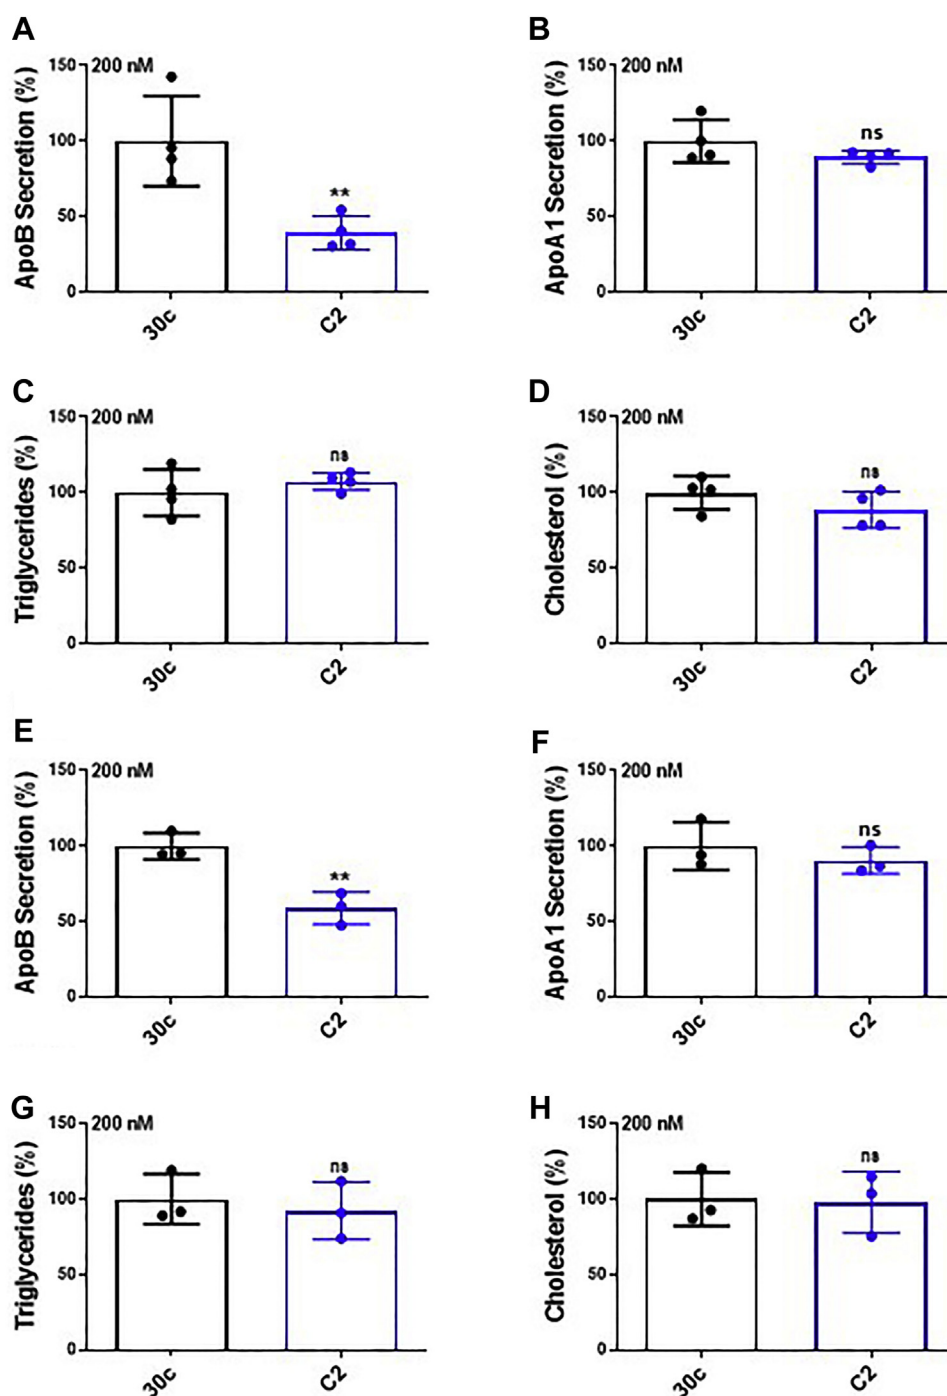 A
ApoB Secretion (%)
150
100
50
0
200 nM
**
30c
C2
B
ApoA1 Secretion (%)
150
100
50
0
200 nM
ns
30c
C2
C
Triglycerides (%)
150
100
50
0
200 nM
ns
30c
C2
D
Cholesterol (%)
150
100
50
0
200 nM
ns
30c
C2
E
ApoB Secretion (%)
150
100
50
0
200 nM
**
30c
C2
F
ApoA1 Secretion (%)
150
100
50
0
200 nM
ns
30c
C2
G
Triglycerides (%)
150
100
50
0
200 nM
ns
30c
C2
H
Cholesterol (%)
150
100
50
0
200 nM
ns
30c
C2